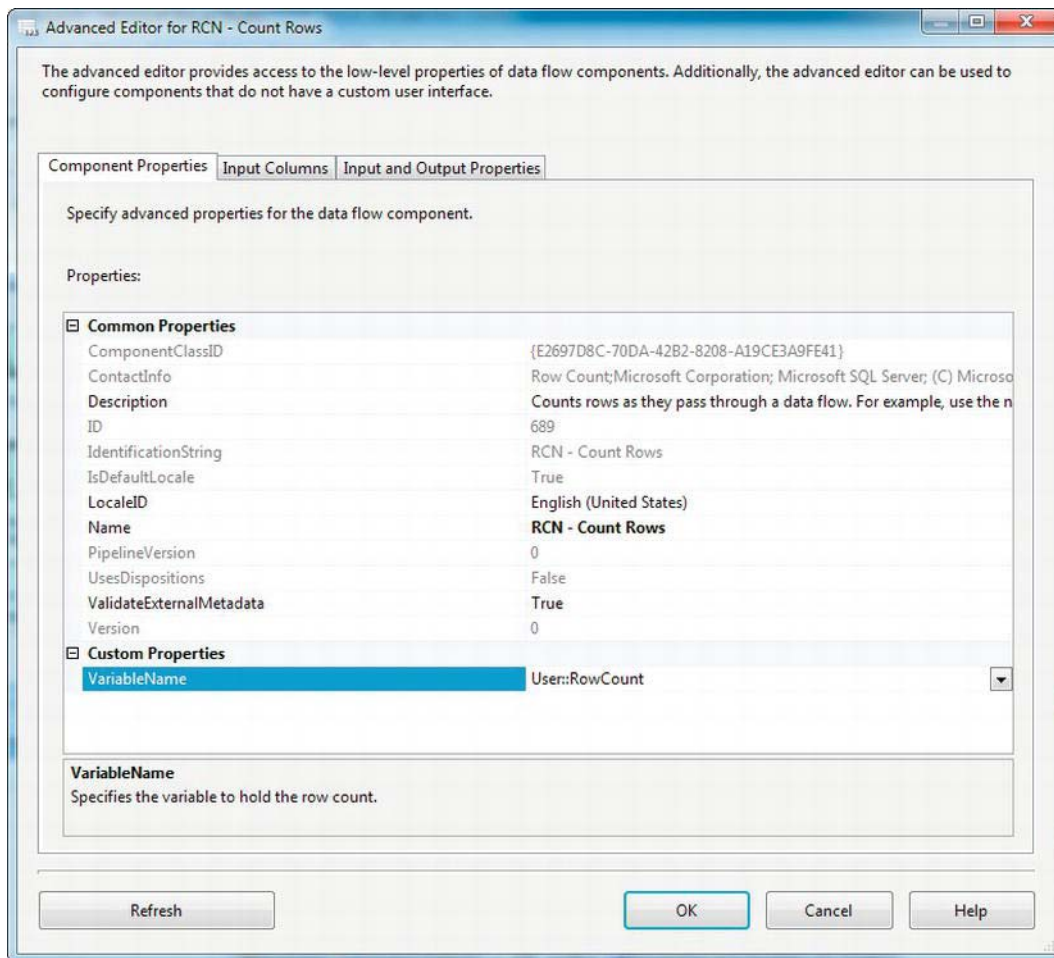 Advanced Editor for RCN - Count Rows
The advanced editor provides access to the low-level properties of data flow components. Additionally, the advanced editor can be used to
configure components that do not have a custom user interface.
Component Properties Input Columns Input and Output Properties
Specify advanced properties for the data flow component.
Properties:
Common Properties
ComponentClassID {E2697D8C-70DA-42B2-8208-A19CE3A9FE41}
ContactInfo Row Count;Microsoft Corporation; Microsoft SQL Server; (C) Microso
Description Counts rows as they pass through a data flow. For example, use the n
ID 689
IdentificationString RCN - Count Rows
IsDefaultLocale True
LocaleID English (United States)
Name RCN - Count Rows
PipelineVersion 0
UsesDispositions False
ValidateExternalMetadata True
Version 0
Custom Properties
VariableName User::RowCount
VariableName
Specifies the variable to hold the row count.
Refresh OK Cancel Help